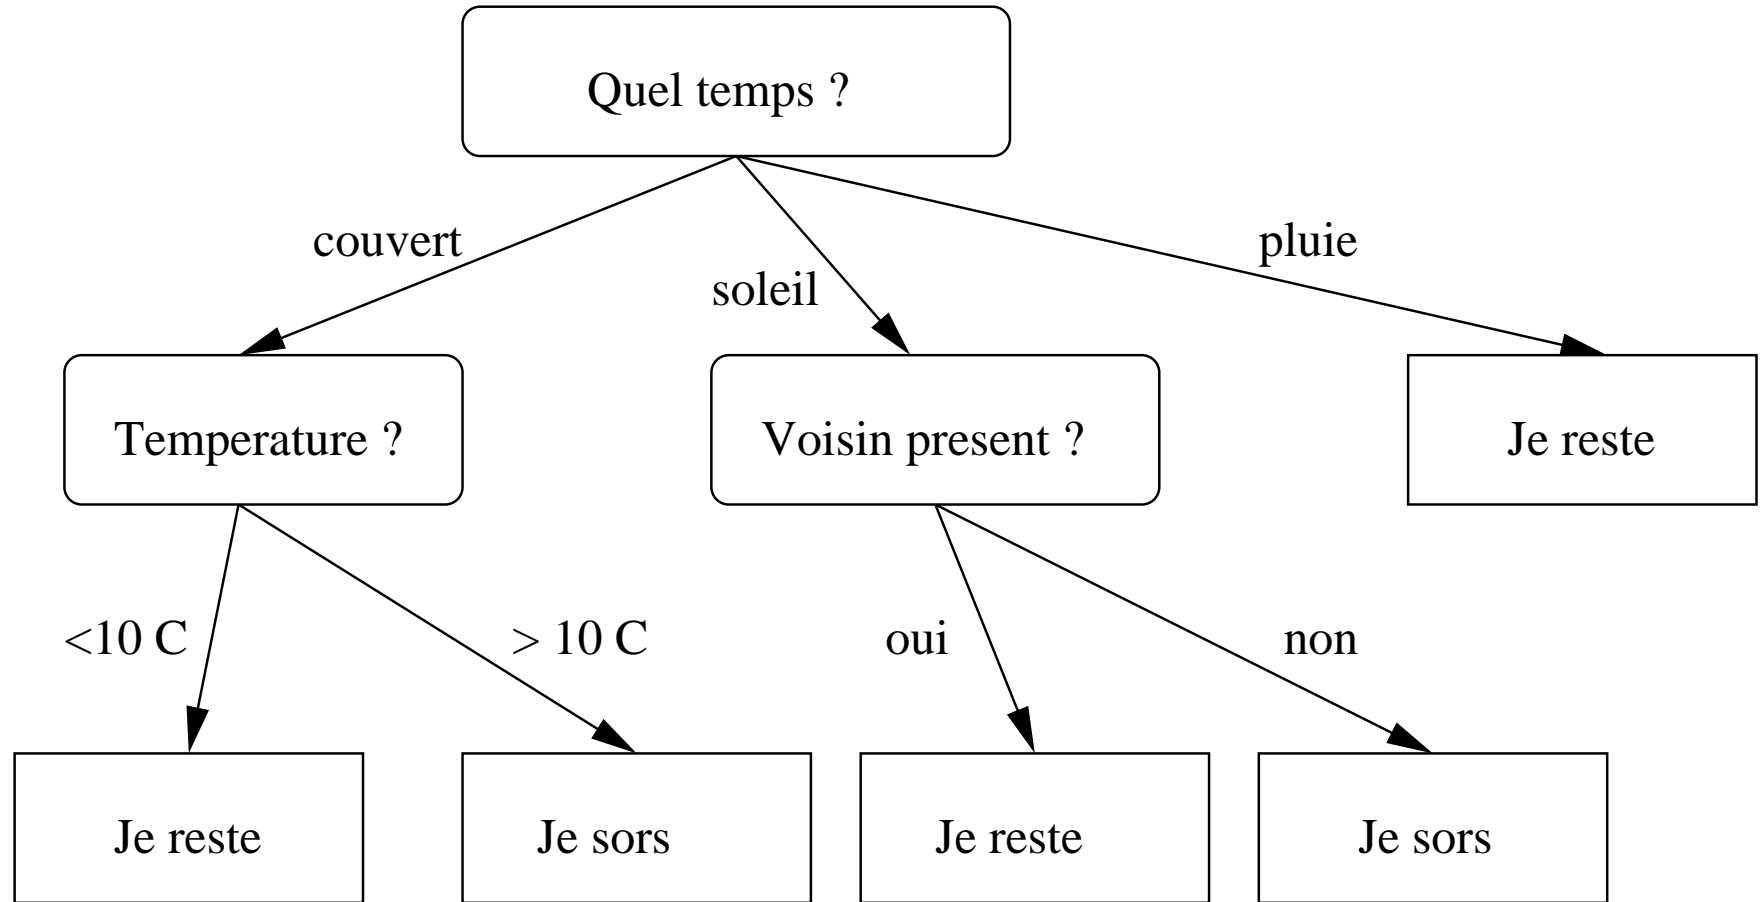 Quel temps ?
couvert
soleil
pluie
Temperature ?
Voisin present ?
Je reste
<10 C
> 10 C
oui
non
Je reste
Je sors
Je reste
Je sors